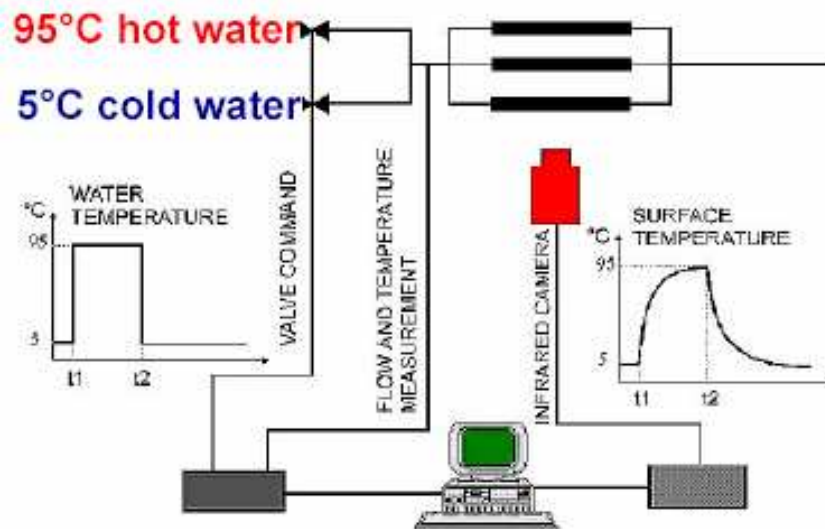 95°C hot water
5°C cold water
WATER
TEMPERATURE
°C
95
5
t1
t2
VALVE COMMAND
FLOW AND TEMPERATURE
MEASUREMENT
INFRARED CAMERA
SURFACE
TEMPERATURE
°C
95
5
t1
t2